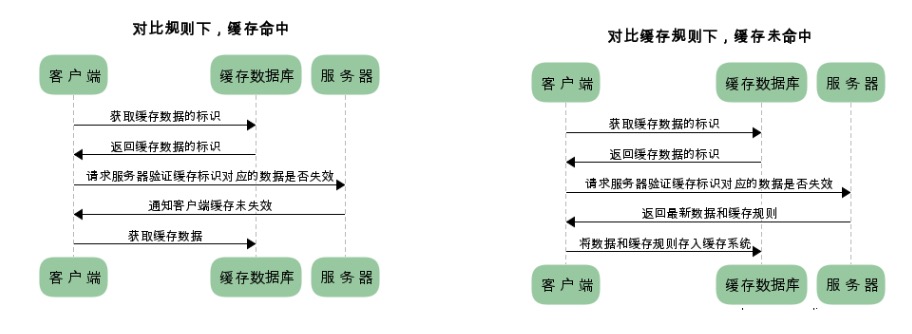 对比规则下，缓存命中
客户端
缓存数据库
服务器
获取缓存数据的标识
返回缓存数据的标识
请求服务器验证缓存标识对应的数据是否失效
通知客户端缓存未失效
获取缓存数据
客户端
缓存数据库
服务器
对比缓存规则下，缓存未命中
客户端
缓存数据库
服务器
获取缓存数据的标识
返回缓存数据的标识
请求服务器验证缓存标识对应的数据是否失效
返回最新数据和缓存规则
将数据和缓存规则存入缓存系统
客户端
缓存数据库
服务器